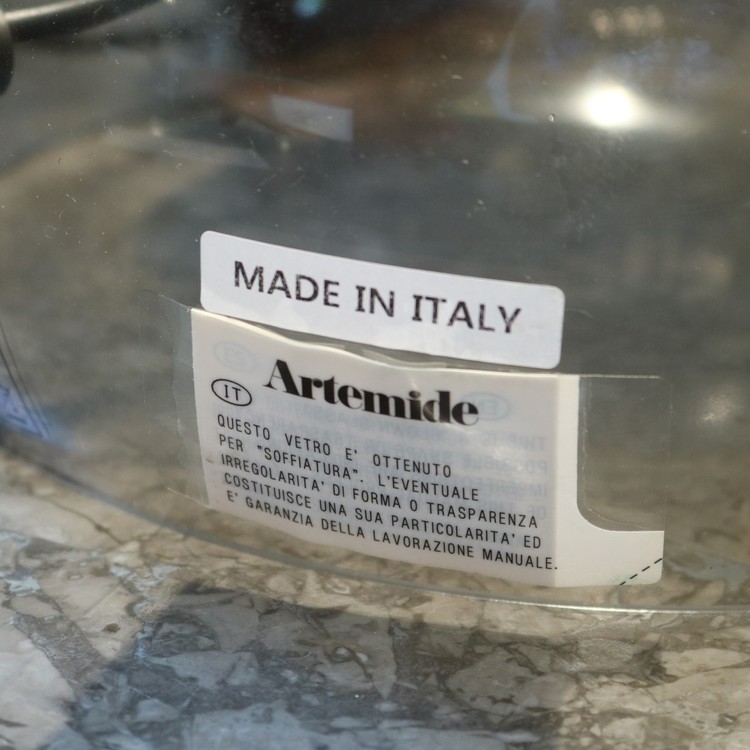 MADE IN ITALY
Artemide
IT
QUESTO VETRO E' OTTENUTO
PER "SOFFIATURA". L'EVENTUALE
IRREGOLARITA' DI FORMA O TRASPARENZA
COSTITUISCE UNA SUA PARTICOLARITA' ED
E' GARANZIA DELLA LAVORAZIONE MANUALE.